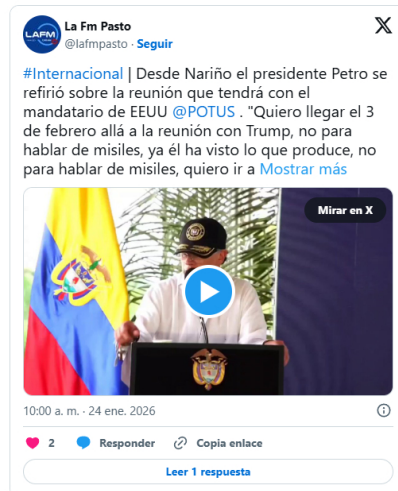 La Fm Pasto
LAFM
@lafmpasto · Seguir
#Internacional | Desde Nariño el presidente Petro se
refirió sobre la reunión que tendrá con el
mandatario de EEUU @POTUS . "Quiero llegar el 3
de febrero allá a la reunión con Trump, no para
hablar de misiles, ya él ha visto lo que produce, no
para hablar de misiles, quiero ir a Mostrar más
Mirar en X
10:00 a. m. · 24 ene. 2026
2 Responder Copia enlace
Leer 1 respuesta